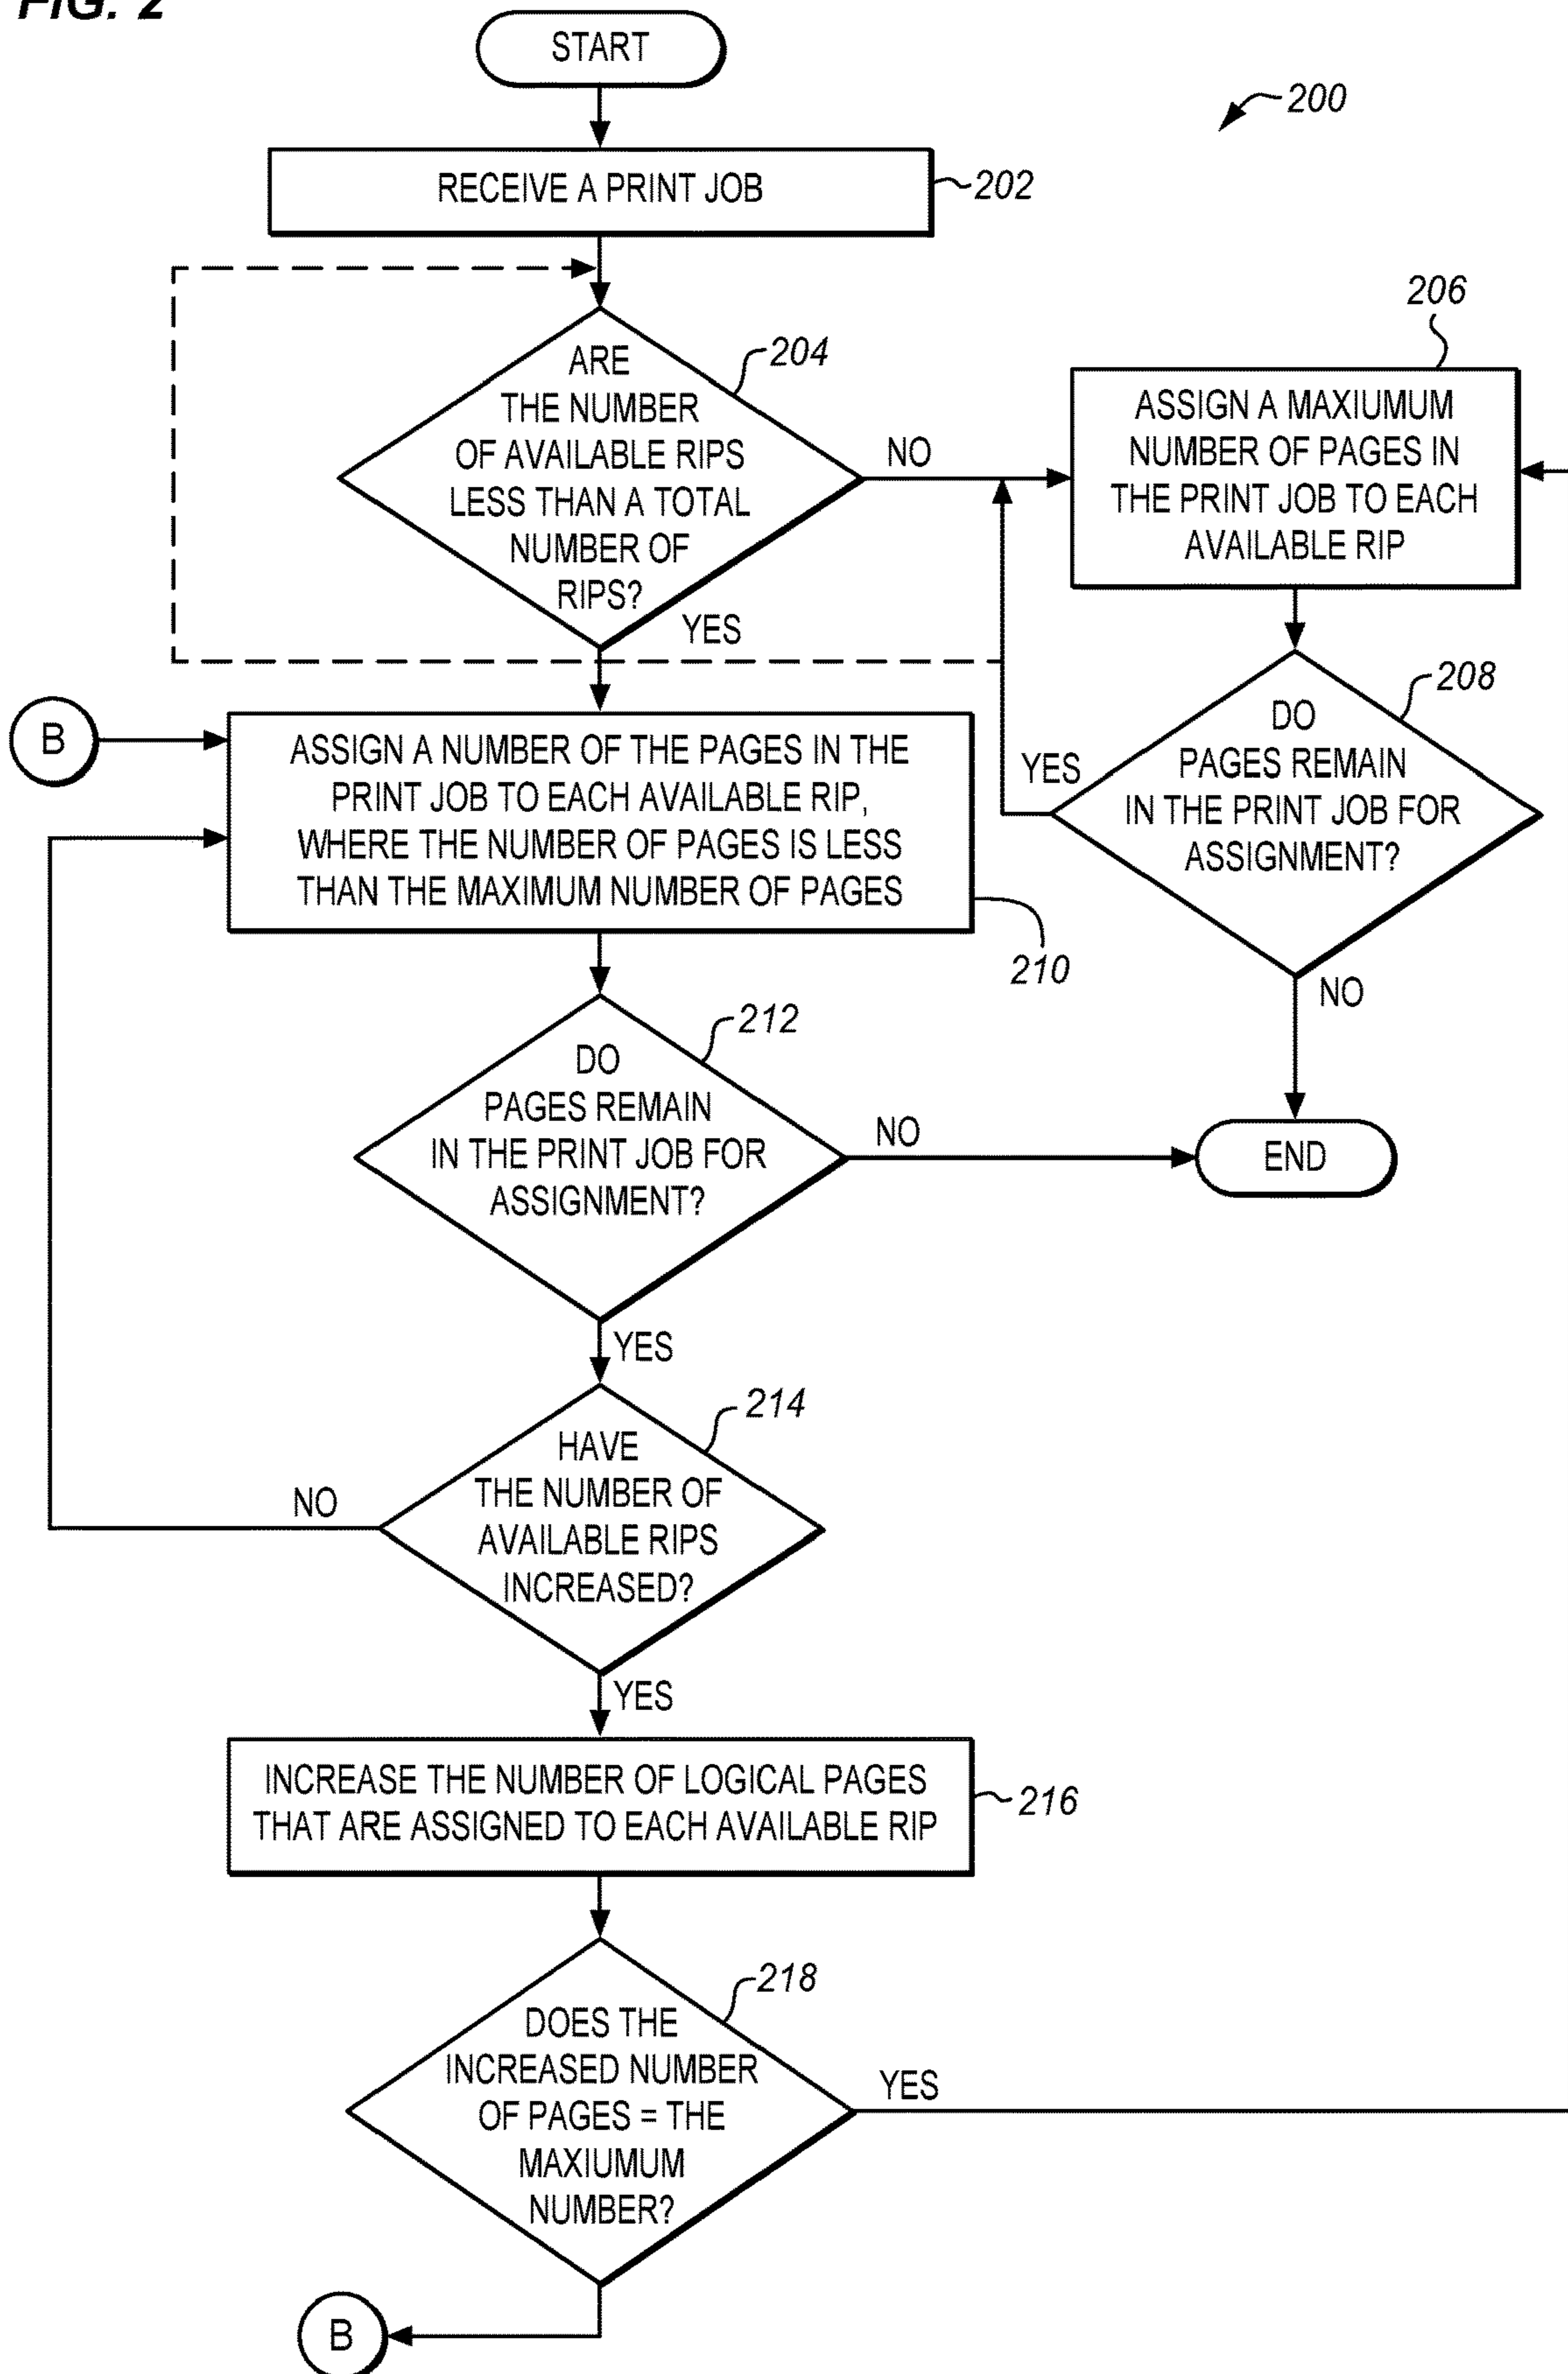 FIG. 2
START
200
RECEIVE A PRINT JOB
202
ARE
THE NUMBER
OF AVAILABLE RIPS
LESS THAN A TOTAL
NUMBER OF
RIPS?
204
NO
YES
206
ASSIGN A MAXIUMUM
NUMBER OF PAGES IN
THE PRINT JOB TO EACH
AVAILABLE RIP
208
DO
PAGES REMAIN
IN THE PRINT JOB FOR
ASSIGNMENT?
YES
NO
B
ASSIGN A NUMBER OF THE PAGES IN THE
PRINT JOB TO EACH AVAILABLE RIP,
WHERE THE NUMBER OF PAGES IS LESS
THAN THE MAXIMUM NUMBER OF PAGES
210
212
DO
PAGES REMAIN
IN THE PRINT JOB FOR
ASSIGNMENT?
NO
END
YES
214
HAVE
THE NUMBER OF
AVAILABLE RIPS
INCREASED?
NO
YES
INCREASE THE NUMBER OF LOGICAL PAGES
THAT ARE ASSIGNED TO EACH AVAILABLE RIP
216
218
DOES THE
INCREASED NUMBER
OF PAGES = THE
MAXIUMUM
NUMBER?
YES
B